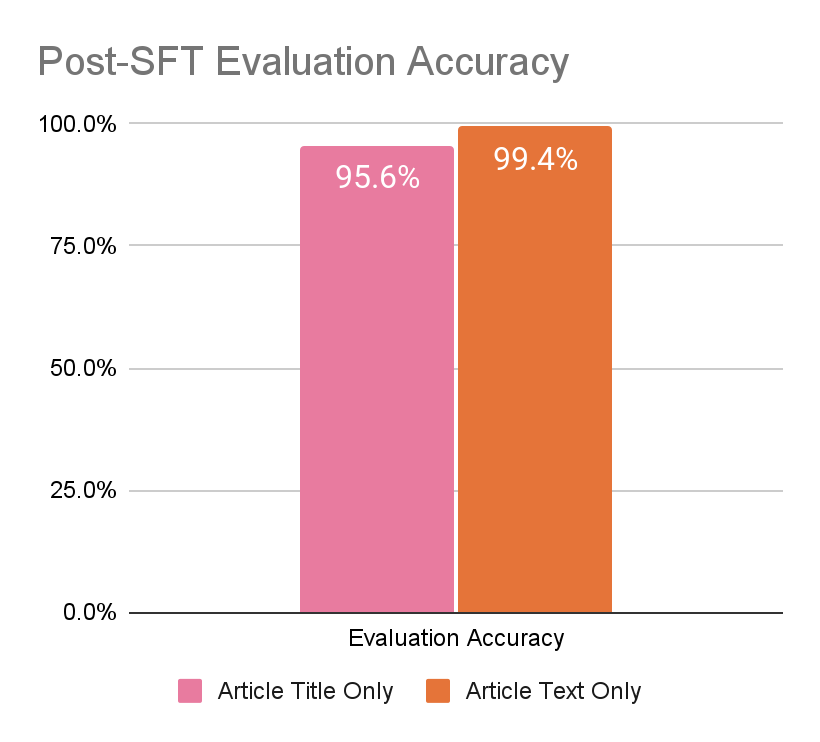 Post-SFT Evaluation Accuracy
100.0%
95.6%
99.4%
75.0%
50.0%
25.0%
0.0%
Evaluation Accuracy
Article Title Only
Article Text Only